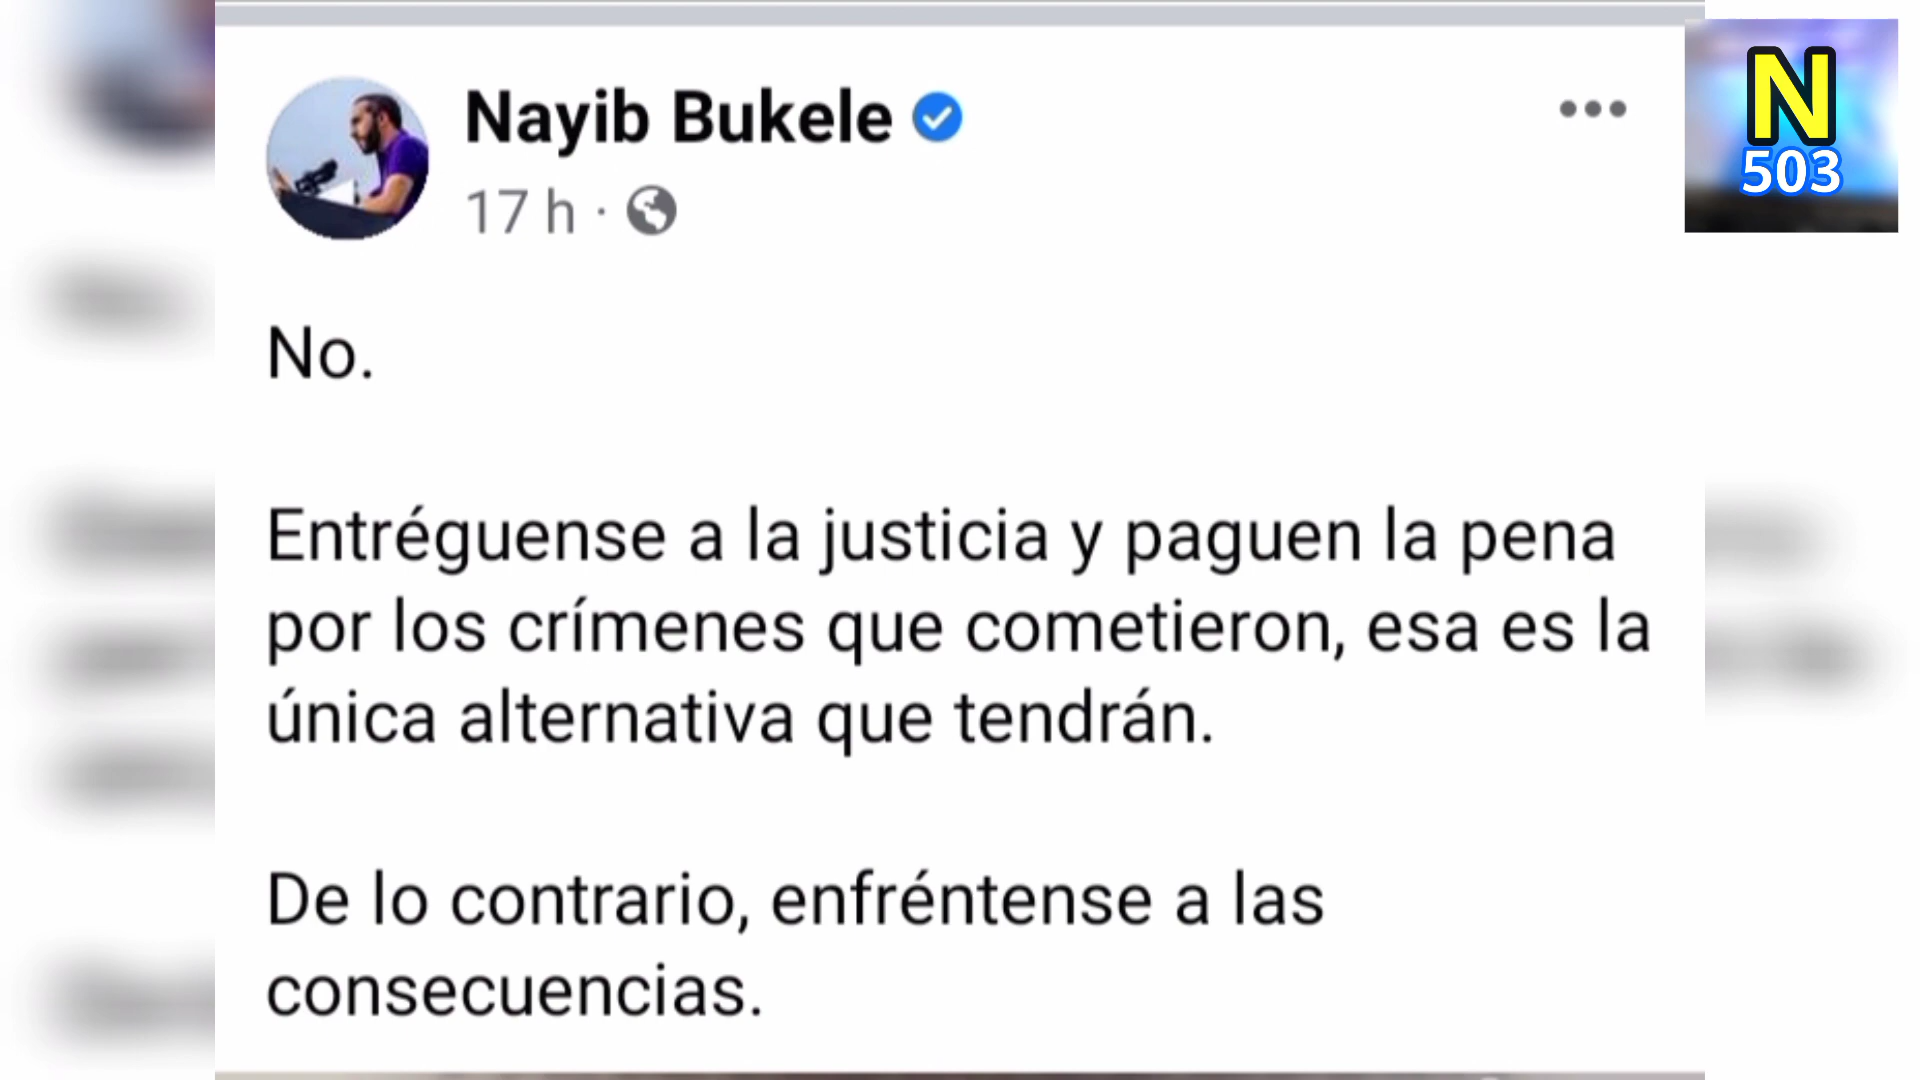 Nayib Bukele
17 h ·
N
503
No.
Entréguense a la justicia y paguen la pena
por los crímenes que cometieron, esa es la
única alternativa que tendrán.
De lo contrario, enfréntense a las
consecuencias.